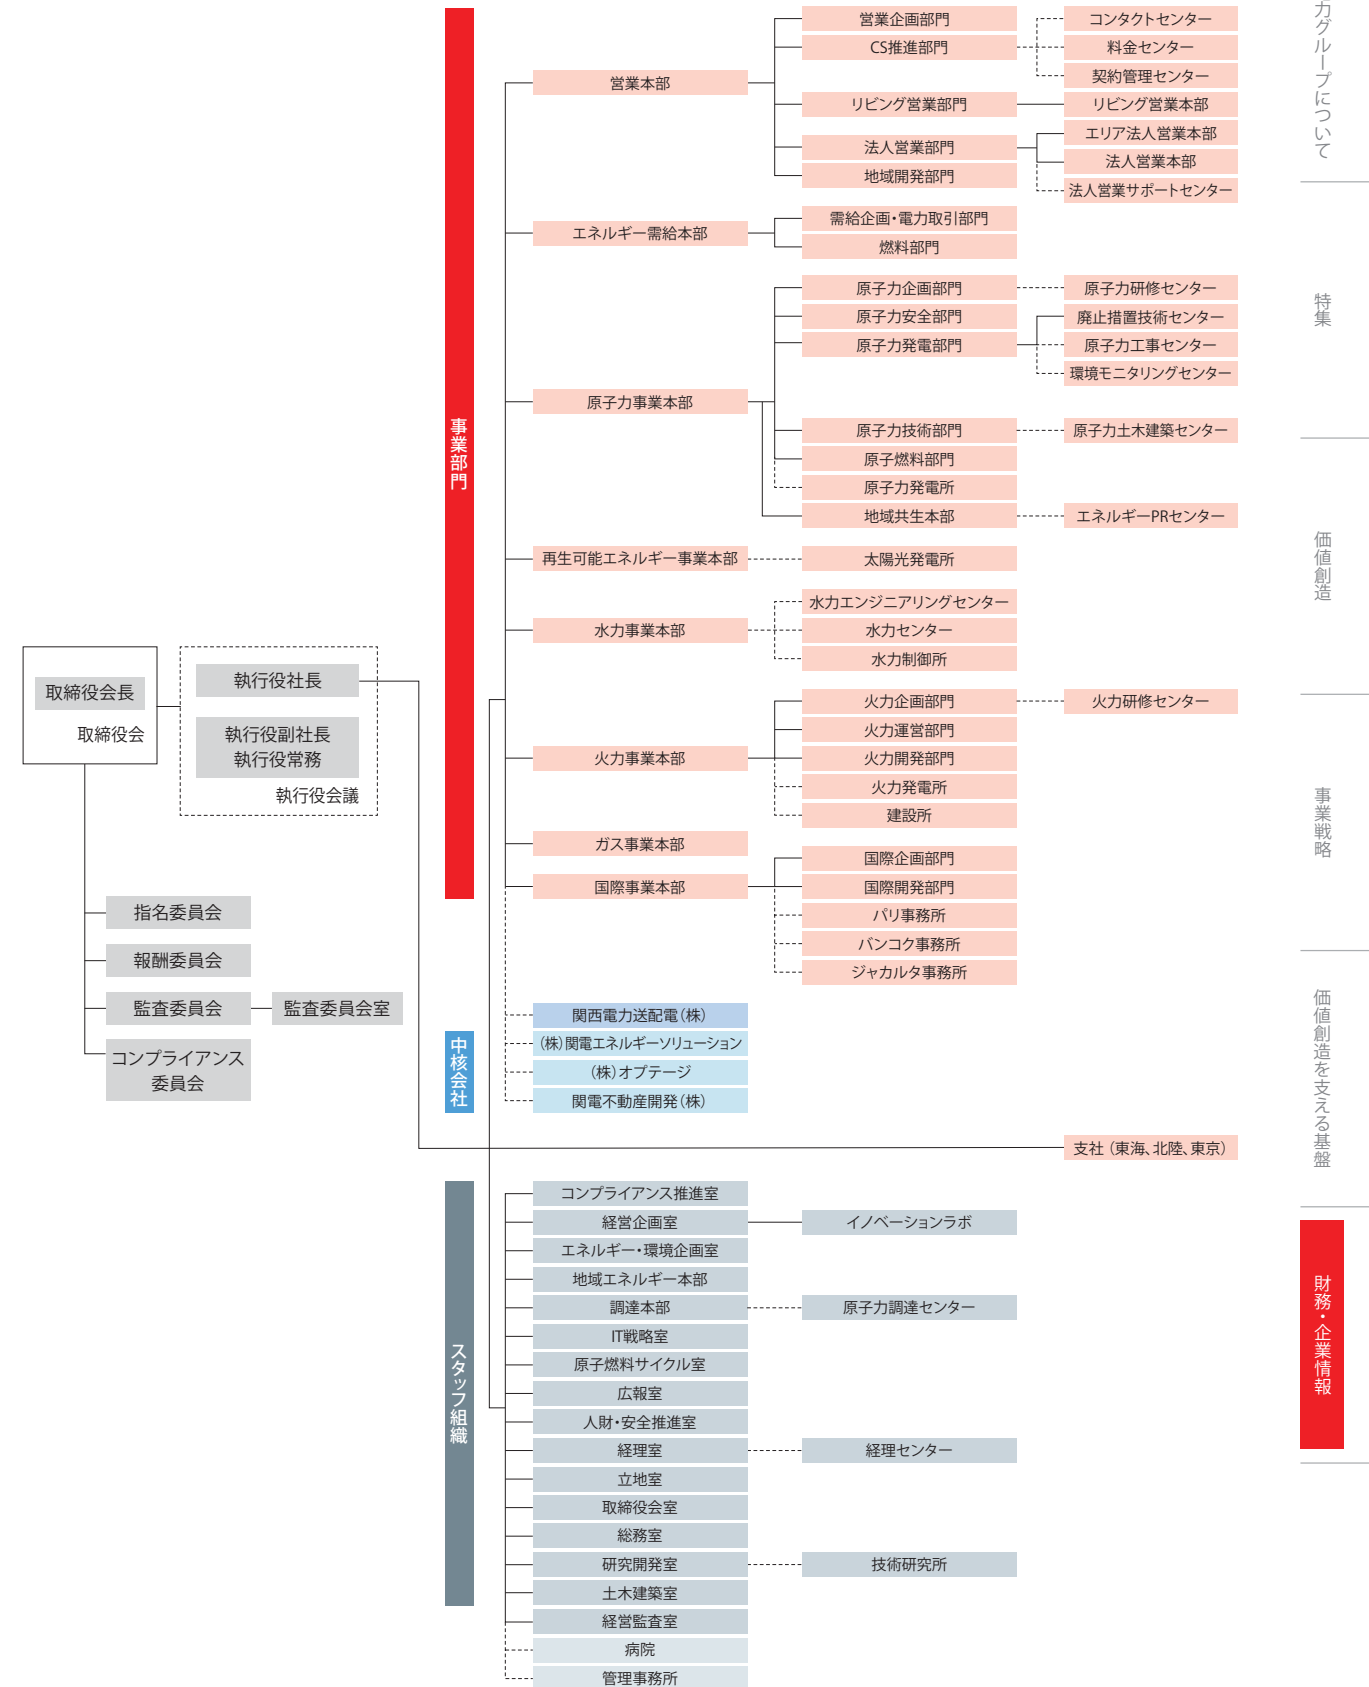 取締役会長
取締役会
執行役社長
執行役副社長
執行役常務
執行役会議
指名委員会
報酬委員会
監査委員会
監査委員会室
コンプライアンス
委員会
事業部門
営業本部
営業企画部門
CS推進部門
コンタクトセンター
料金センター
契約管理センター
リビング営業部門
リビング営業本部
法人営業部門
エリア法人営業本部
法人営業本部
法人営業サポートセンター
地域開発部門
エネルギー需給本部
需給企画・電力取引部門
燃料部門
原子力事業本部
原子力企画部門
原子力研修センター
原子力安全部門
原子力発電部門
廃止措置技術センター
原子力工事センター
環境モニタリングセンター
原子力技術部門
原子力土木建築センター
原子燃料部門
原子力発電所
地域共生本部
エネルギーPRセンター
再生可能エネルギー事業本部
太陽光発電所
水力事業本部
水力エンジニアリングセンター
水力センター
水力制御所
火力事業本部
火力企画部門
火力研修センター
火力運営部門
火力開発部門
火力発電所
建設所
ガス事業本部
国際事業本部
国際企画部門
国際開発部門
パリ事務所
バンコク事務所
ジャカルタ事務所
中核会社
関西電力送配電(株)
(株)関電エネルギーソリューション
(株)オプテージ
関電不動産開発(株)
支社（東海、北陸、東京）
スタッフ組織
コンプライアンス推進室
経営企画室
イノベーションラボ
エネルギー・環境企画室
地域エネルギー本部
調達本部
原子力調達センター
IT戦略室
原子燃料サイクル室
広報室
人財・安全推進室
経理室
経理センター
立地室
取締役会室
総務室
研究開発室
技術研究所
土木建築室
経営監査室
病院
管理事務所
力グループについて
特集
価値創造
事業戦略
価値創造を支える基盤
財務・企業情報